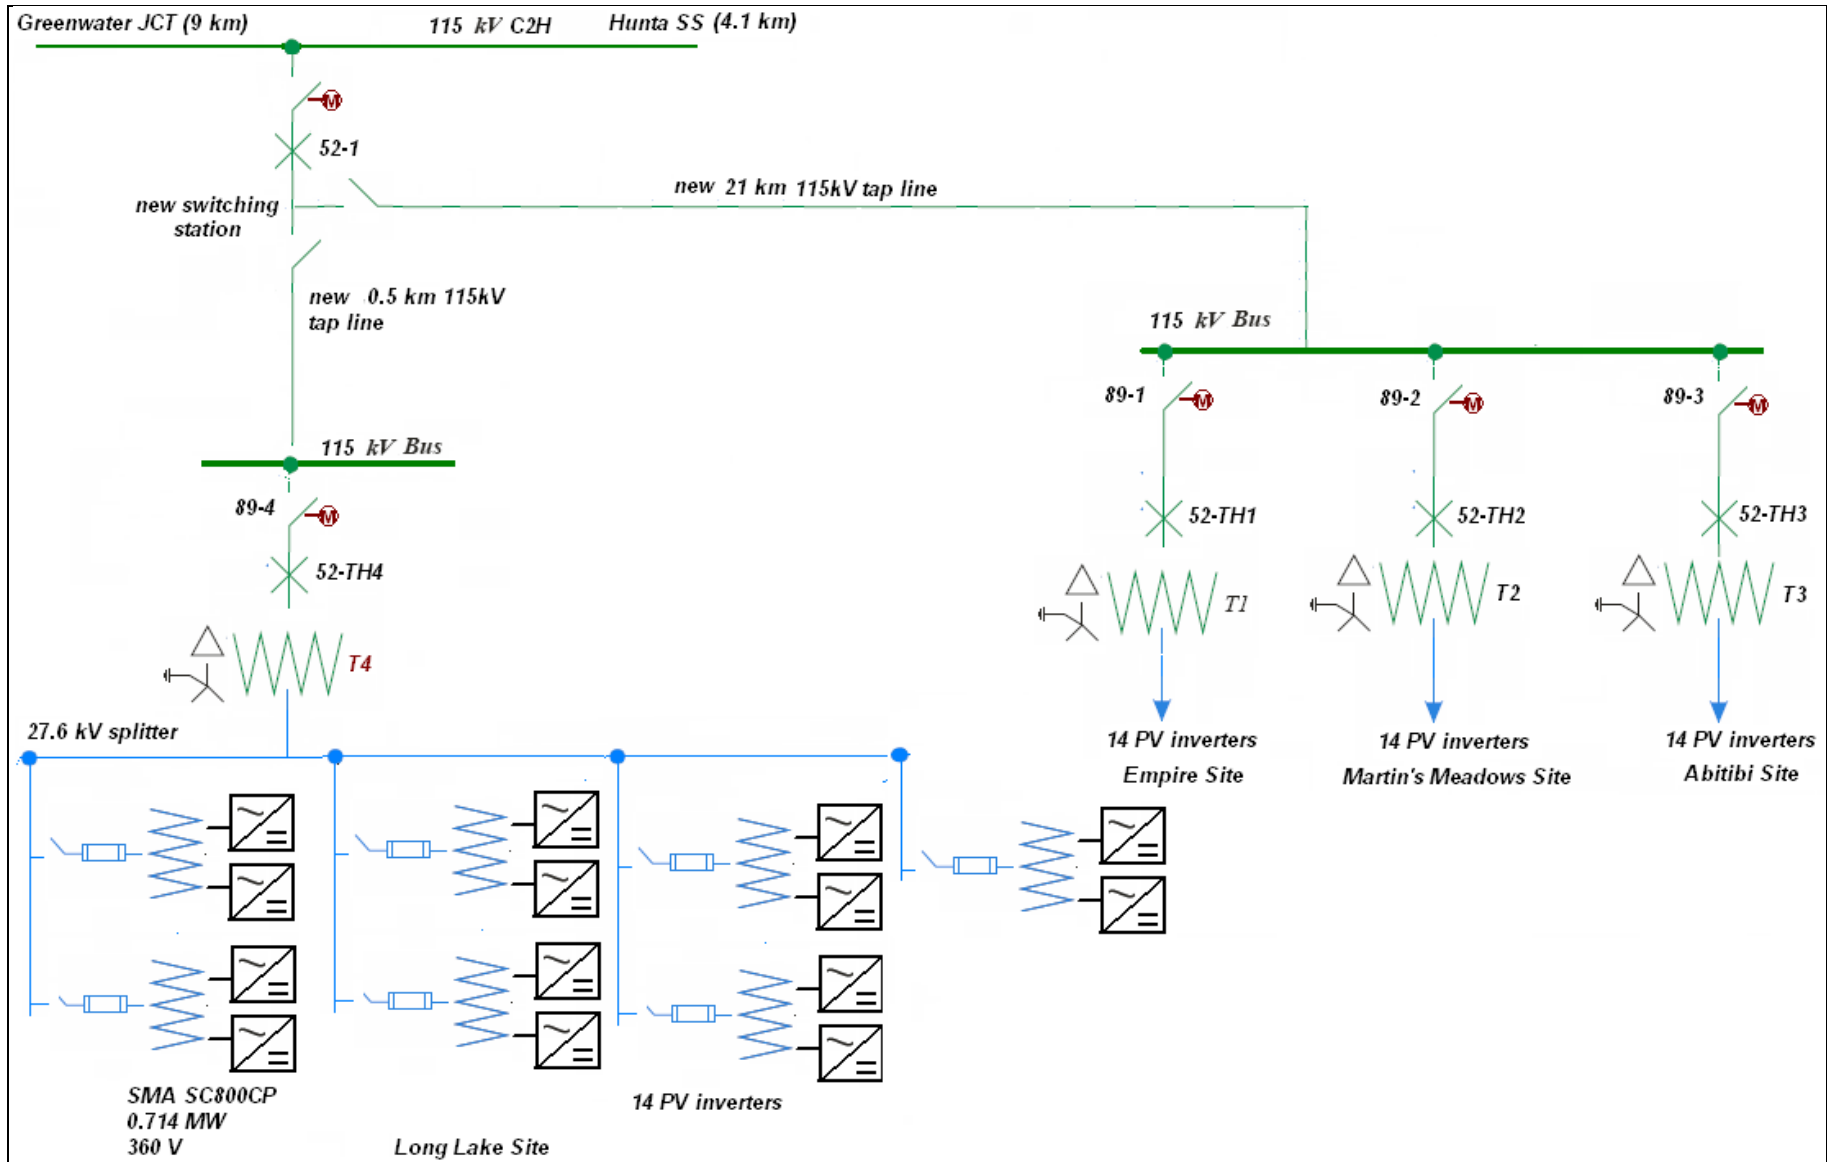 Greenwater JCT (9 km)
115 kV C2H
Hunta SS (4.1 km)
M
52-1
new switching
station
new 21 km 115kV tap line
new 0.5 km 115kV
tap line
115 kV Bus
89-1
M
89-2
M
89-3
M
115 kV Bus
89-4
M
52-TH4
52-TH1
52-TH2
52-TH3
T1
T2
T3
T4
27.6 kV splitter
14 PV inverters
Empire Site
14 PV inverters
Martin's Meadows Site
14 PV inverters
Abitibi Site
SMA SC800CP
0.714 MW
360 V
Long Lake Site
14 PV inverters